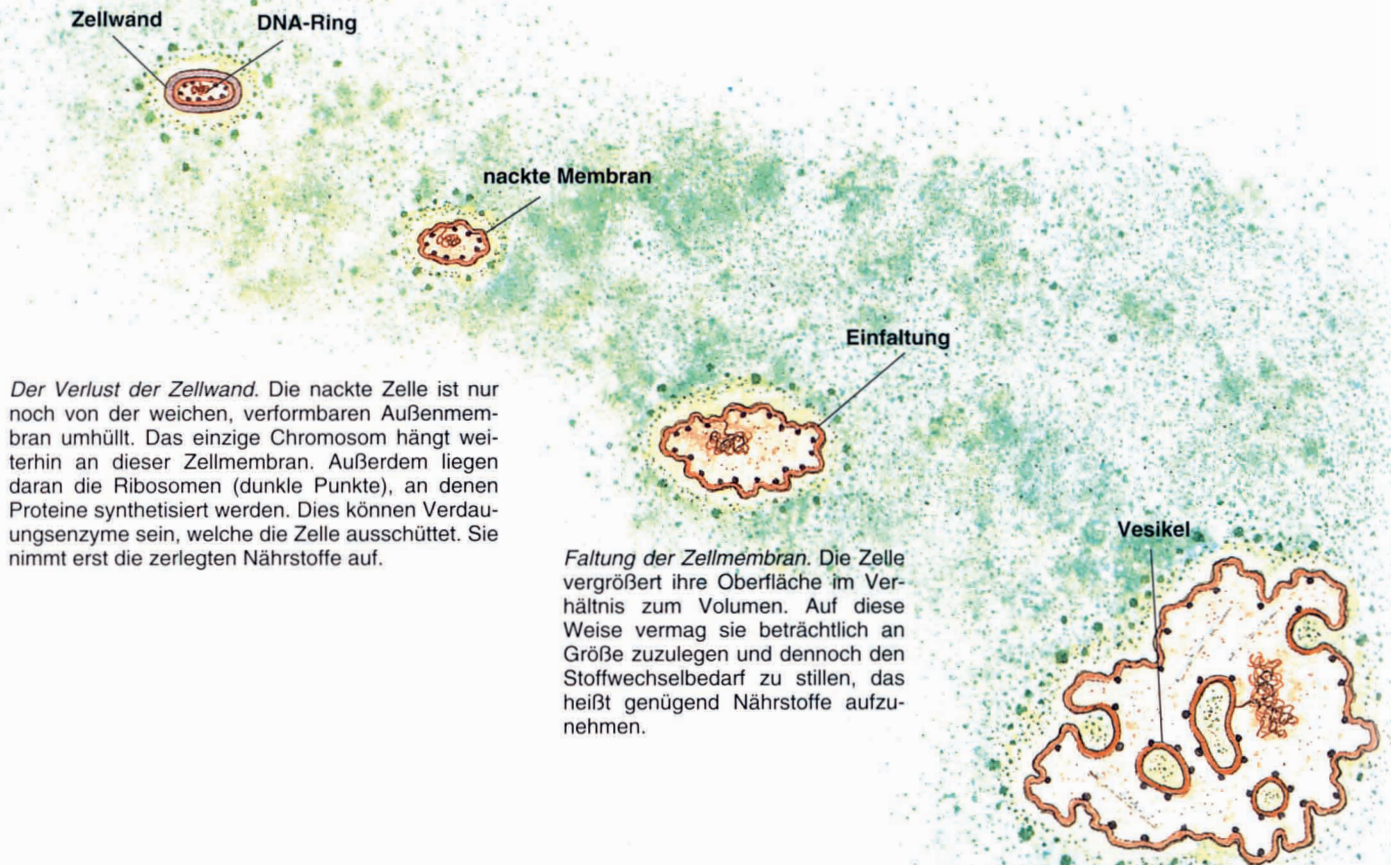 Zellwand
DNA-Ring
nackte Membran
Einfaltung
Der Verlust der Zellwand. Die nackte Zelle ist nur
noch von der weichen, verformbaren Außenmem-
bran umhüllt. Das einzige Chromosom hängt wei-
terhin an dieser Zellmembran. Außerdem liegen
daran die Ribosomen (dunkle Punkte), an denen
Proteine synthetisiert werden. Dies können Verdau-
ungsenzyme sein, welche die Zelle ausschüttet. Sie
nimmt erst die zerlegten Nährstoffe auf.
Faltung der Zellmembran. Die Zelle
vergrößert ihre Oberfläche im Ver-
hältnis zum Volumen. Auf diese
Weise vermag sie beträchtlich an
Größe zuzulegen und dennoch den
Stoffwechselbedarf zu stillen, das
heißt genügend Nährstoffe aufzu-
nehmen.
Vesikel